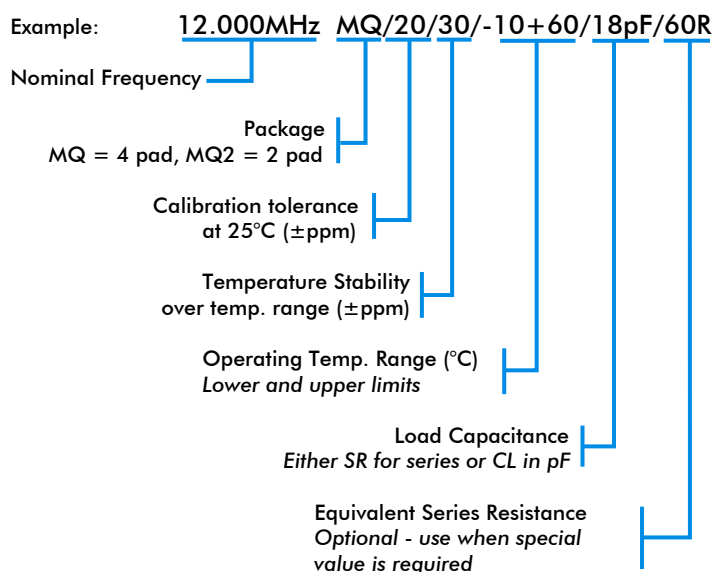 Example: 12.000MHz MQ/20/30/-10+60/18pF/60R
Nominal Frequency
Package
MQ = 4 pad, MQ2 = 2 pad
Calibration tolerance
at 25°C (±ppm)
Temperature Stability
over temp. range (±ppm)
Operating Temp. Range (°C)
Lower and upper limits
Load Capacitance
Either SR for series or CL in pF
Equivalent Series Resistance
Optional - use when special
value is required